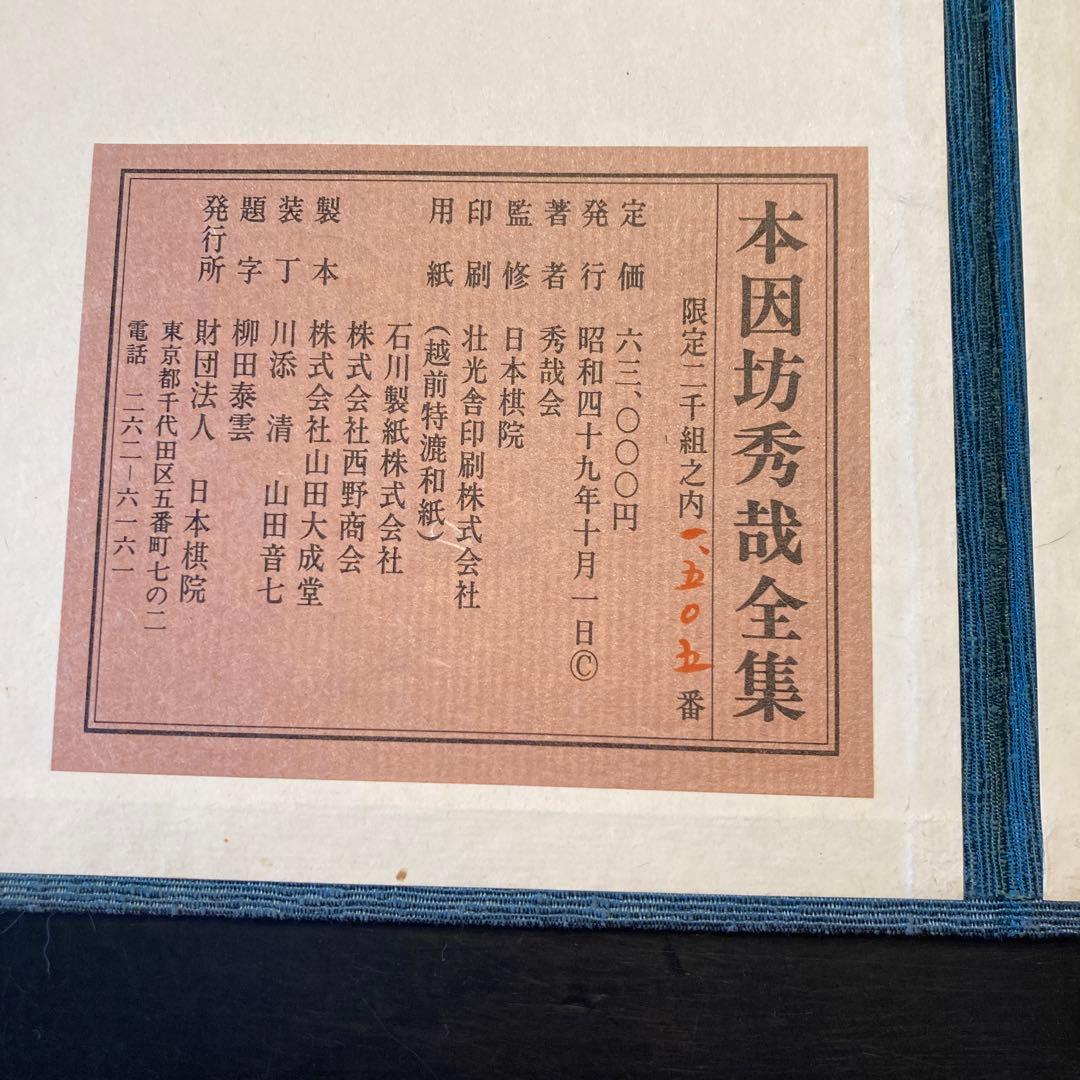 本因坊秀哉全集
限定二千組之内一、五〇五番
定価 六三、〇〇〇円
発行 昭和四十九年十月一日©
著者 秀哉会
監修 日本棋院
印刷 壮光舎印刷株式会社
用紙 (越前特漉和紙)
石川製紙株式会社
株式会社西野商会
製本 株式会社山田大成堂
装丁 川添清 山田音七
題字 柳田泰雲
発行所 財団法人 日本棋院
東京都千代田区五番町七の二
電話 二六二-六一六一